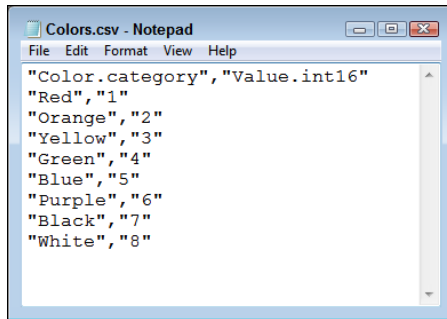 Colors.csv - Notepad
File Edit Format View Help
"Color.category","Value.int16"
"Red","1"
"Orange","2"
"Yellow","3"
"Green","4"
"Blue","5"
"Purple","6"
"Black","7"
"White","8"